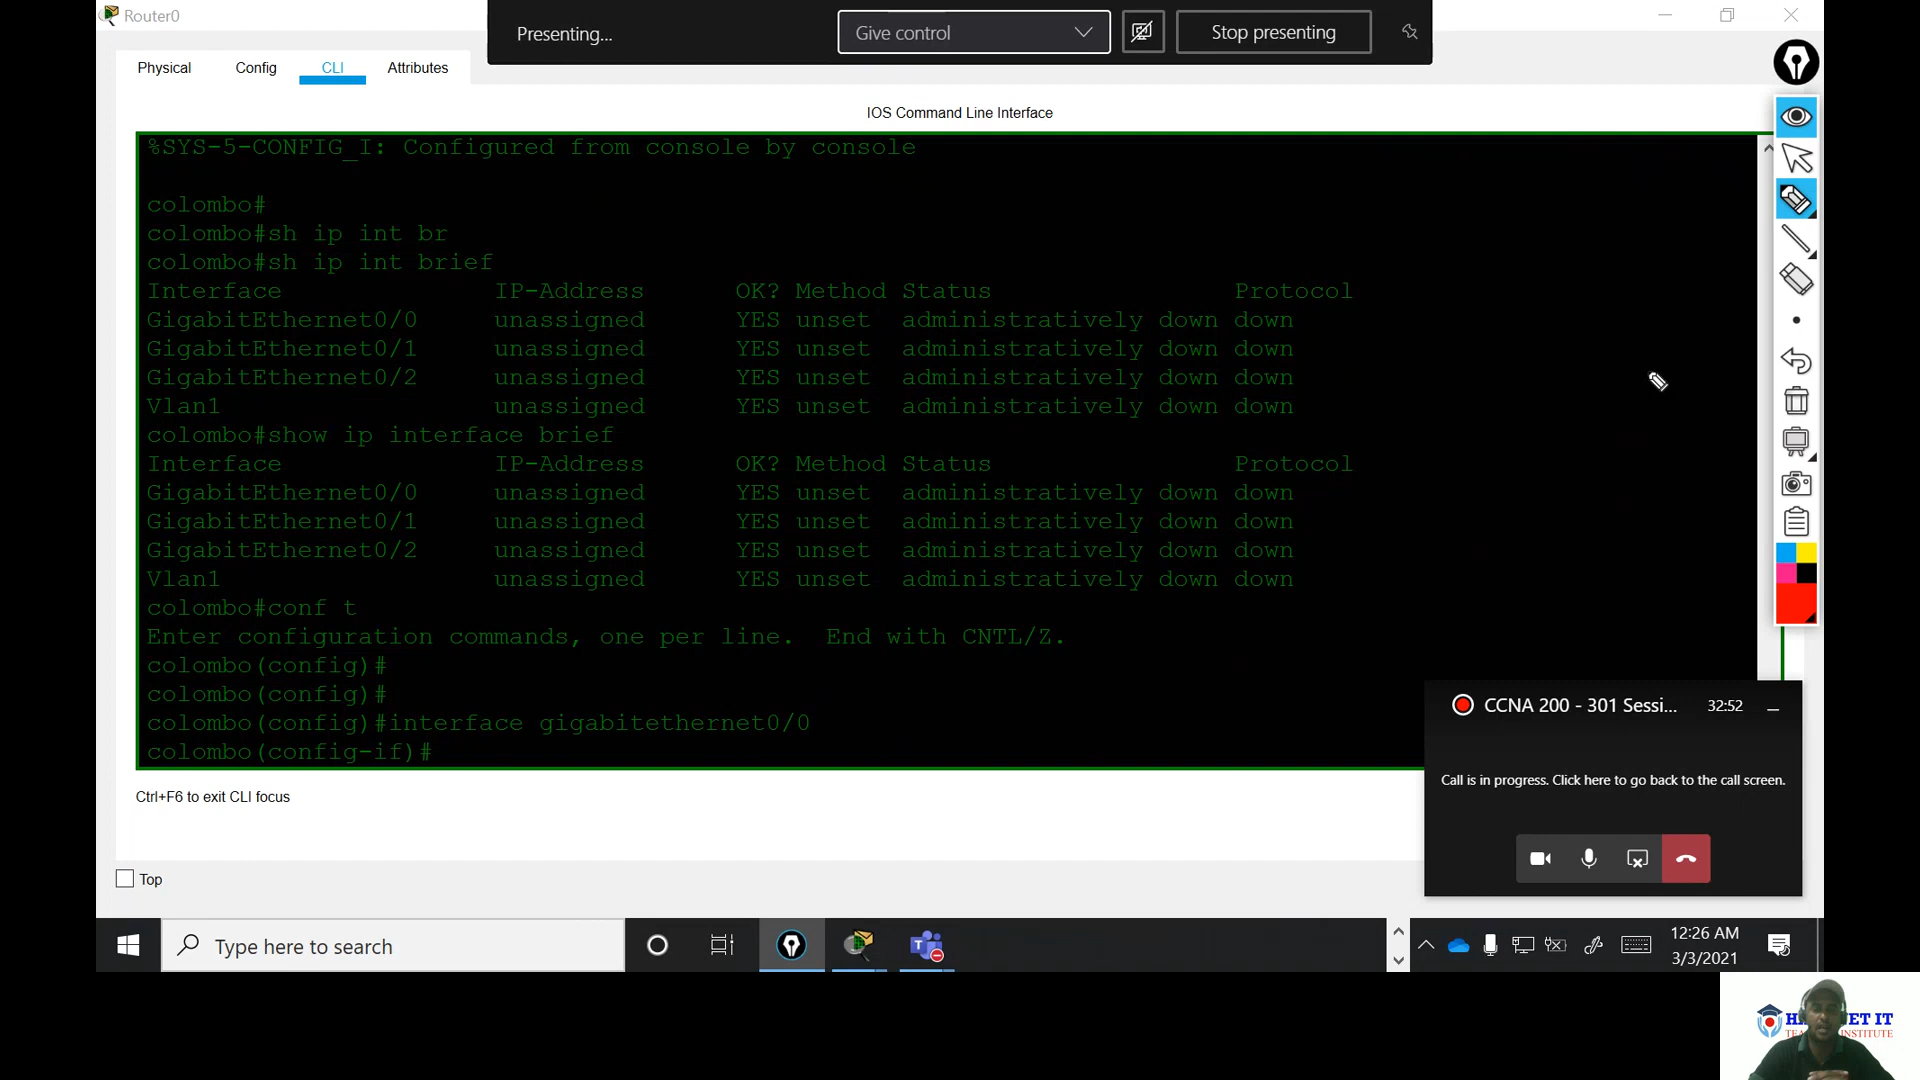 Router0
Presenting...
Give control
Stop presenting
Physical Config CLI Attributes
IOS Command Line Interface
%SYS-5-CONFIG_I: Configured from console by console
colombo#
colombo#sh ip int br
colombo#sh ip int brief
Interface IP-Address OK? Method Status Protocol
GigabitEthernet0/0 unassigned YES unset administratively down down
GigabitEthernet0/1 unassigned YES unset administratively down down
GigabitEthernet0/2 unassigned YES unset administratively down down
Vlan1 unassigned YES unset administratively down down
colombo#show ip interface brief
Interface IP-Address OK? Method Status Protocol
GigabitEthernet0/0 unassigned YES unset administratively down down
GigabitEthernet0/1 unassigned YES unset administratively down down
GigabitEthernet0/2 unassigned YES unset administratively down down
Vlan1 unassigned YES unset administratively down down
colombo#conf t
Enter configuration commands, one per line. End with CNTL/Z.
colombo(config)#
colombo(config)#
colombo(config)#interface gigabitethernet0/0
colombo(config-if)#
CCNA 200 - 301 Sessi... 32:52
Call is in progress. Click here to go back to the call screen.
Ctrl+F6 to exit CLI focus
Top
Type here to search
12:26 AM
3/3/2021
IT
INSTITUTE